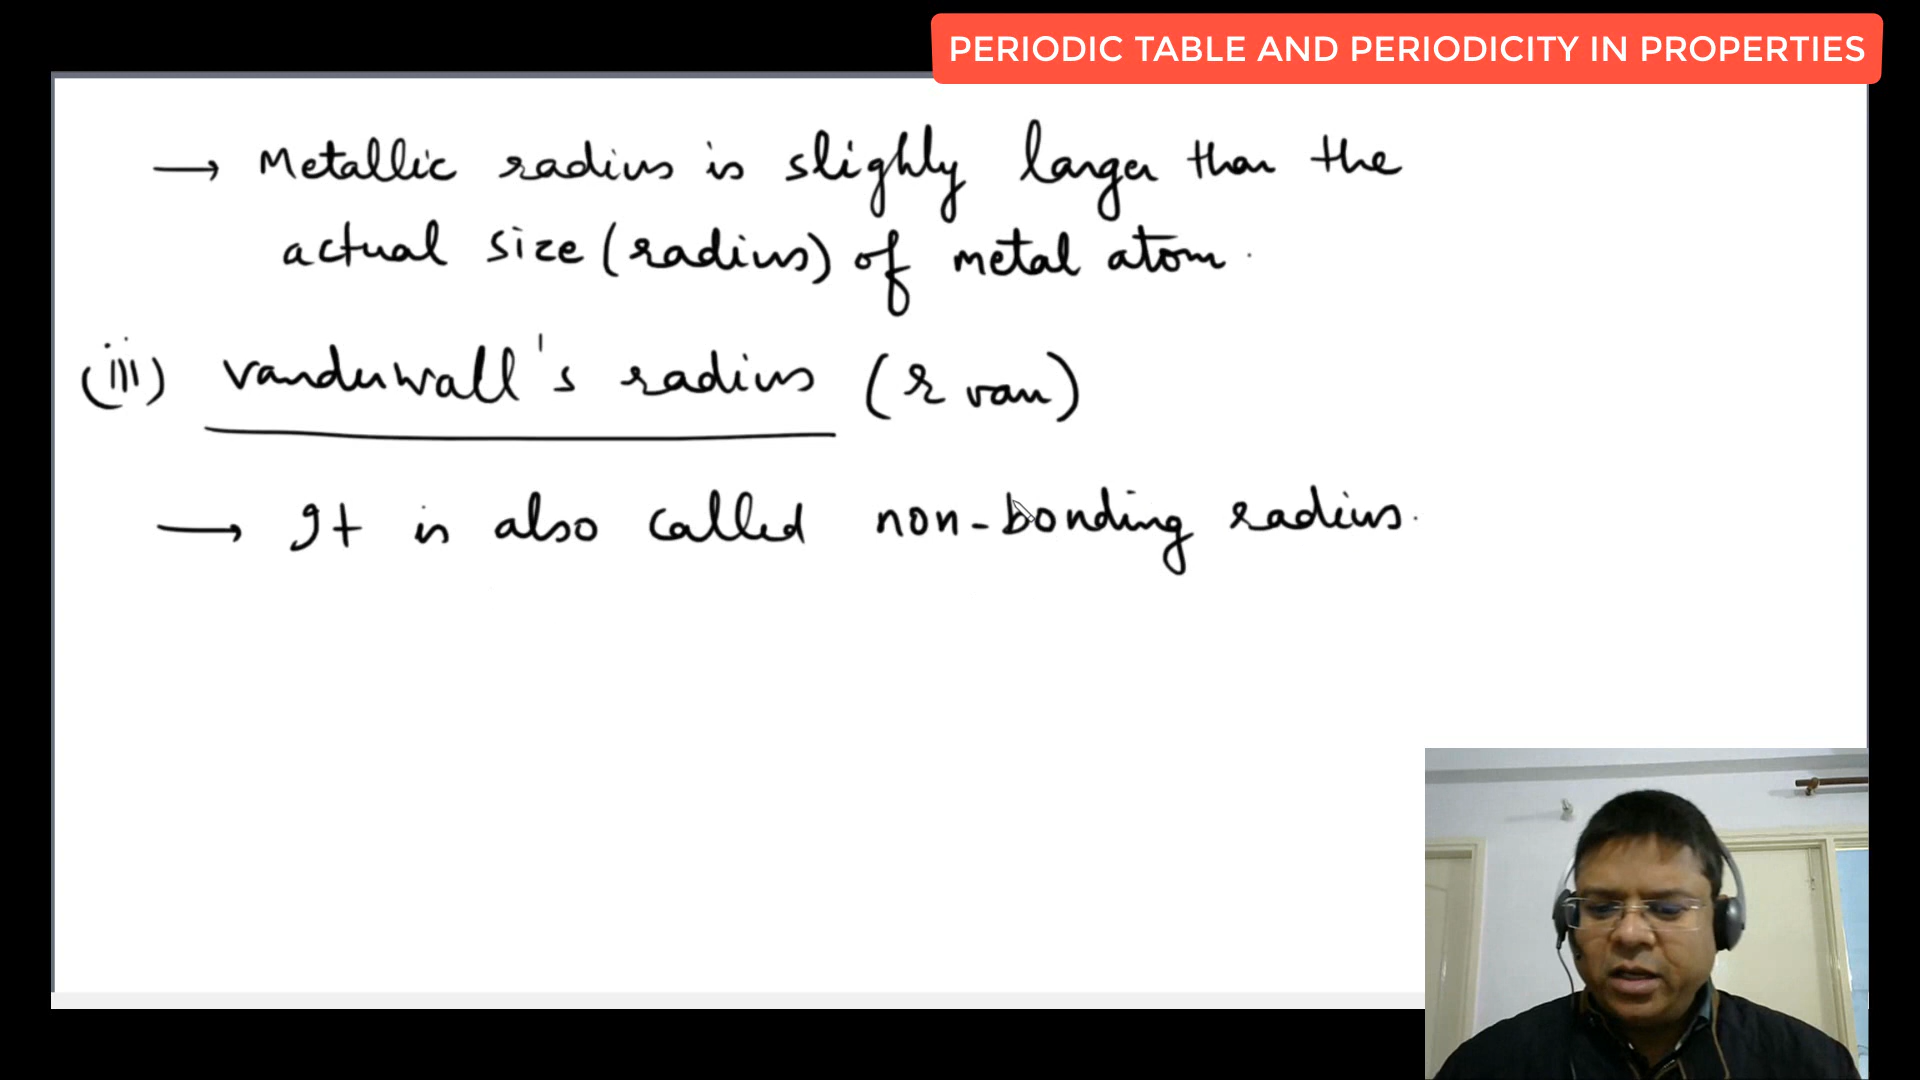 PERIODIC TABLE AND PERIODICITY IN PROPERTIES
→ Metallic radius is slighly larger than the
actual size (radius) of metal atom.
(iii) vanderwall's radius (r van)
→ It is also called non-bonding radius.